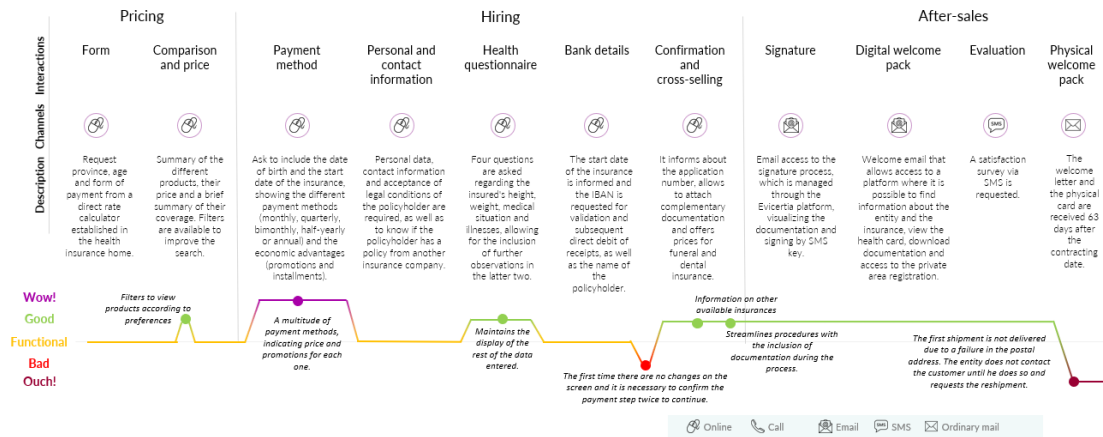 Pricing
Hiring
After-sales
Interactions
Form
Comparison
and price
Payment
method
Personal and
contact
information
Health
questionnaire
Bank details
Confirmation
and
cross-selling
Signature
Digital welcome
pack
Evaluation
Physical
welcome
pack
Channels
SMS
Description
Request
province, age
and form of
payment from a
direct rate
calculator
established in
the health
insurance home.
Summary of the
different
products, their
price and a brief
summary of their
coverage. Filters
are available to
improve the
search.
Ask to include the date
of birth and the start
date of the insurance,
showing the different
payment methods
(monthly, quarterly,
bimonthly, half-yearly
or annual) and the
economic advantages
(promotions and
installments).
Personal data,
contact information
and acceptance of
legal conditions of
the policyholder are
required, as well as
to know if the
policyholder has a
policy from another
insurance company.
Four questions
are asked
regarding the
insured's height,
weight, medical
situation and
illnesses, allowing
for the inclusion
of further
observations in
the latter two.
The start date
of the insurance
is informed and
the IBAN is
requested for
validation and
subsequent
direct debit of
receipts, as well
as the name of
the
policyholder.
It informs about
the application
number, allows
to attach
complementary
documentation
and offers
prices for
funeral and
dental
insurance.
Email access to the
signature process,
which is managed
through the
Evicertia platform,
visualizing the
documentation and
signing by SMS
key.
Welcome email that
allows access to a
platform where it is
possible to find
information about the
entity and the
insurance, view the
health card, download
documentation and
access to the private
area registration.
A satisfaction
survey via
SMS is
requested.
The
welcome
letter and
the physical
card are
received 63
days after
the
contracting
date.
Wow!
Good
Functional
Bad
Ouch!
Filters to view
products according to
preferences
A multitude of
payment methods,
indicating price and
promotions for each
one.
Maintains the
display of the
rest of the data
entered.
The first time there are no changes on the
screen and it is necessary to confirm the
payment step twice to continue.
Information on other
available insurances
Streamlines procedures with
the inclusion of
documentation during the
process.
The first shipment is not delivered
due to a failure in the postal
address. The entity does not contact
the customer until he does so and
requests the reshipment.
Online
Call
Email
SMS SMS
Ordinary mail